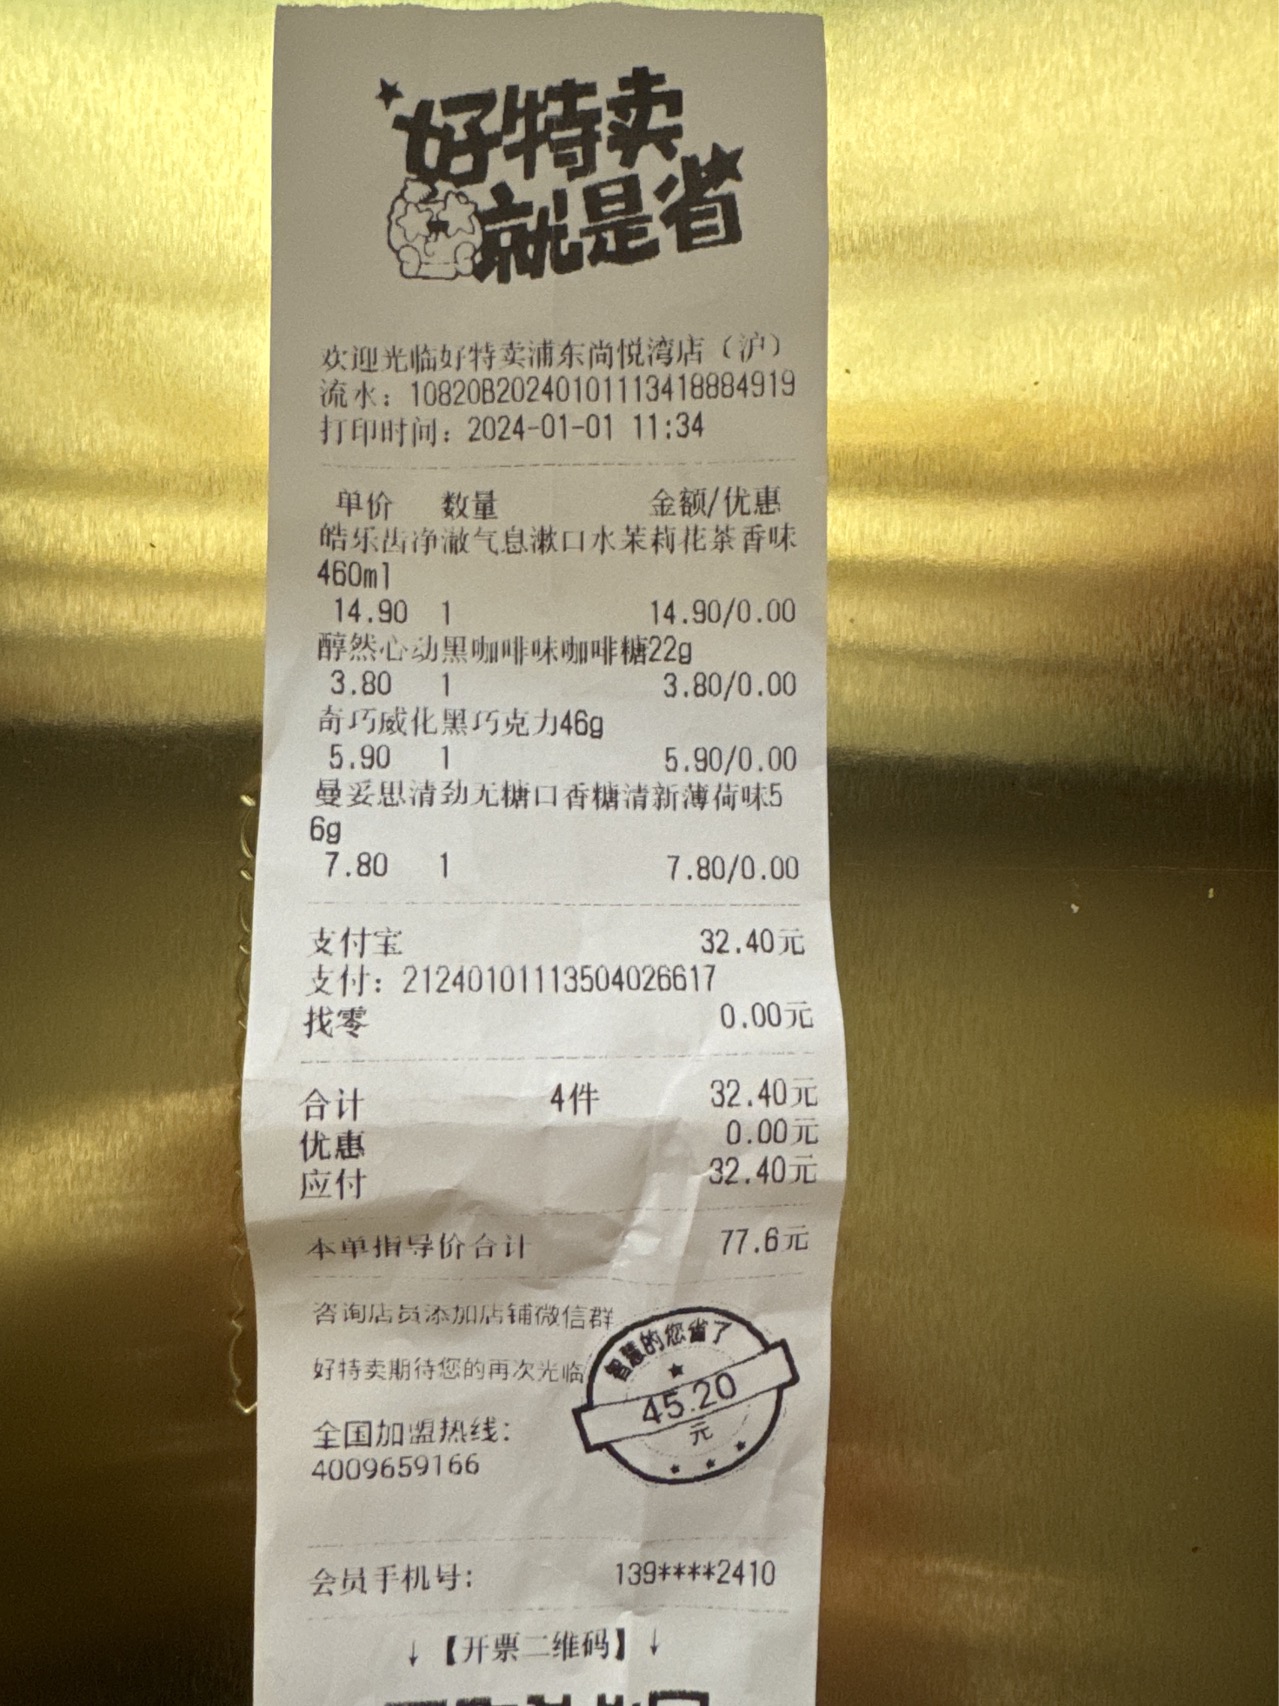 好特卖
就是省
欢迎光临好特卖浦东尚悦湾店（沪）
流水：10820B2024010111341888​4919
打印时间：2024-01-01 11:34
单价 数量 金额/优惠
皓乐齿净澈气息漱口水茉莉花茶香味
460ml
14.90 1 14.90/0.00
醇然心动黑咖啡味咖啡糖22g
3.80 1 3.80/0.00
奇巧威化黑巧克力46g
5.90 1 5.90/0.00
曼妥思清劲无糖口香糖清新薄荷味5
6g
7.80 1 7.80/0.00
支付宝 32.40元
支付：21240101113504026617
找零 0.00元
合计 4件 32.40元
优惠 0.00元
应付 32.40元
本单指导价合计 77.6元
咨询店员添加店铺微信群
好特卖期待您的再次光临
智慧的您省了
45.20
元
全国加盟热线：
4009659166
会员手机号： 139****2410
↓【开票二维码】↓